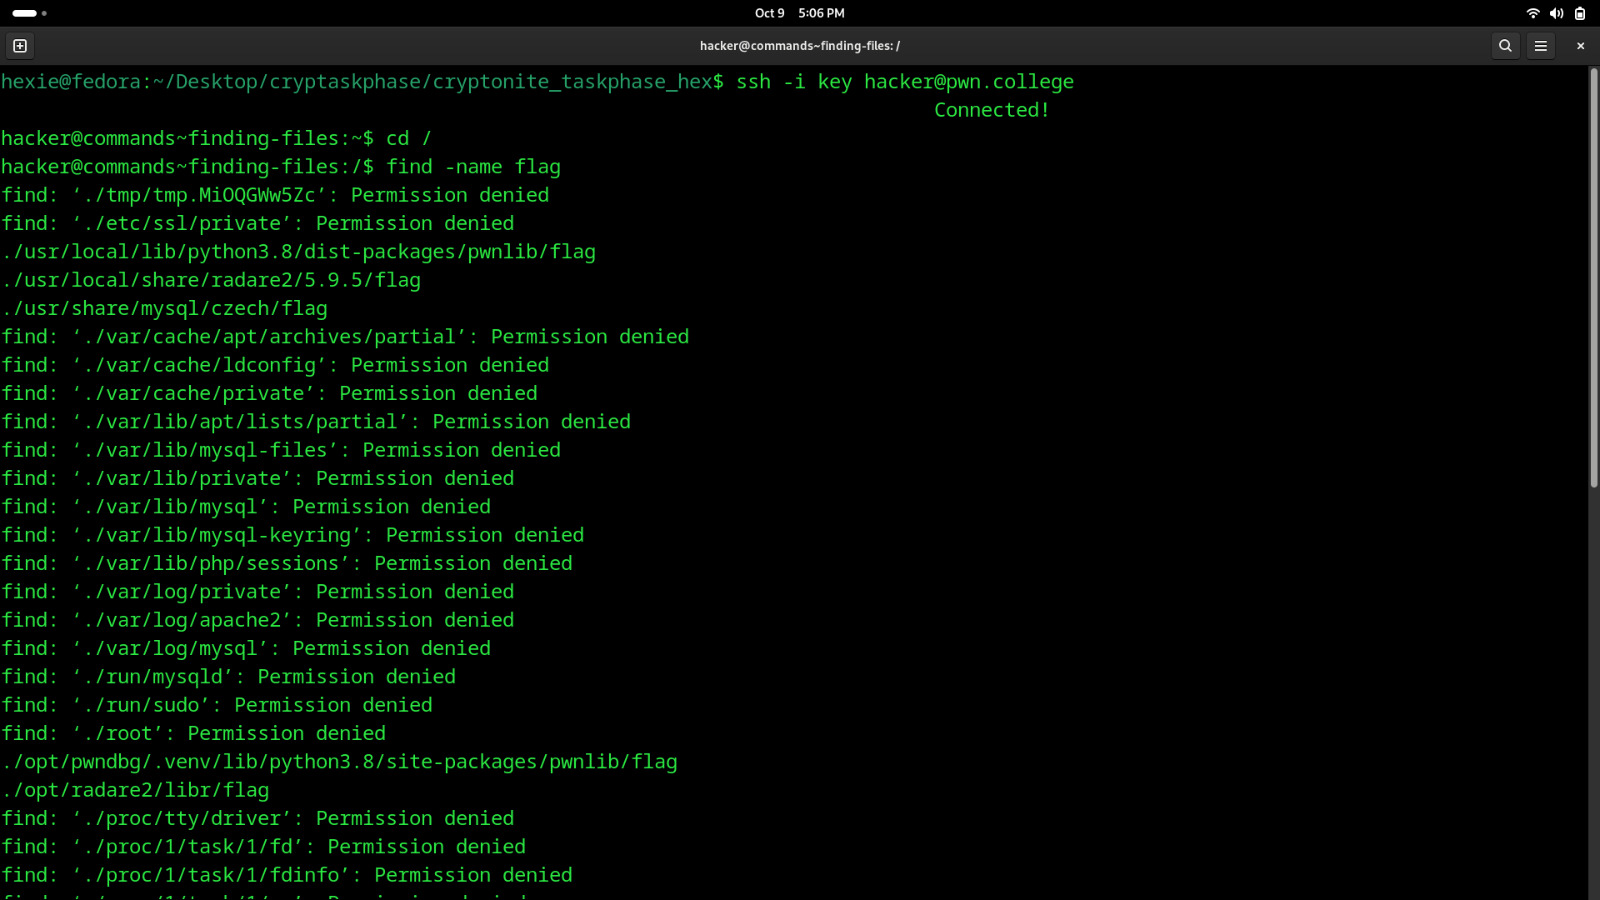 Oct 9 5:06 PM
hacker@commands~finding-files: /
hexie@fedora:~/Desktop/cryptaskphase/cryptonite_taskphase_hex$ ssh -i key hacker@pwn.college
Connected!
hacker@commands~finding-files:~$ cd /
hacker@commands~finding-files:/$ find -name flag
find: ‘./tmp/tmp.MiOQGWw5Zc’: Permission denied
find: ‘./etc/ssl/private’: Permission denied
./usr/local/lib/python3.8/dist-packages/pwnlib/flag
./usr/local/share/radare2/5.9.5/flag
./usr/share/mysql/czech/flag
find: ‘./var/cache/apt/archives/partial’: Permission denied
find: ‘./var/cache/ldconfig’: Permission denied
find: ‘./var/cache/private’: Permission denied
find: ‘./var/lib/apt/lists/partial’: Permission denied
find: ‘./var/lib/mysql-files’: Permission denied
find: ‘./var/lib/private’: Permission denied
find: ‘./var/lib/mysql’: Permission denied
find: ‘./var/lib/mysql-keyring’: Permission denied
find: ‘./var/lib/php/sessions’: Permission denied
find: ‘./var/log/private’: Permission denied
find: ‘./var/log/apache2’: Permission denied
find: ‘./var/log/mysql’: Permission denied
find: ‘./run/mysqld’: Permission denied
find: ‘./run/sudo’: Permission denied
find: ‘./root’: Permission denied
./opt/pwndbg/.venv/lib/python3.8/site-packages/pwnlib/flag
./opt/radare2/libr/flag
find: ‘./proc/tty/driver’: Permission denied
find: ‘./proc/1/task/1/fd’: Permission denied
find: ‘./proc/1/task/1/fdinfo’: Permission denied